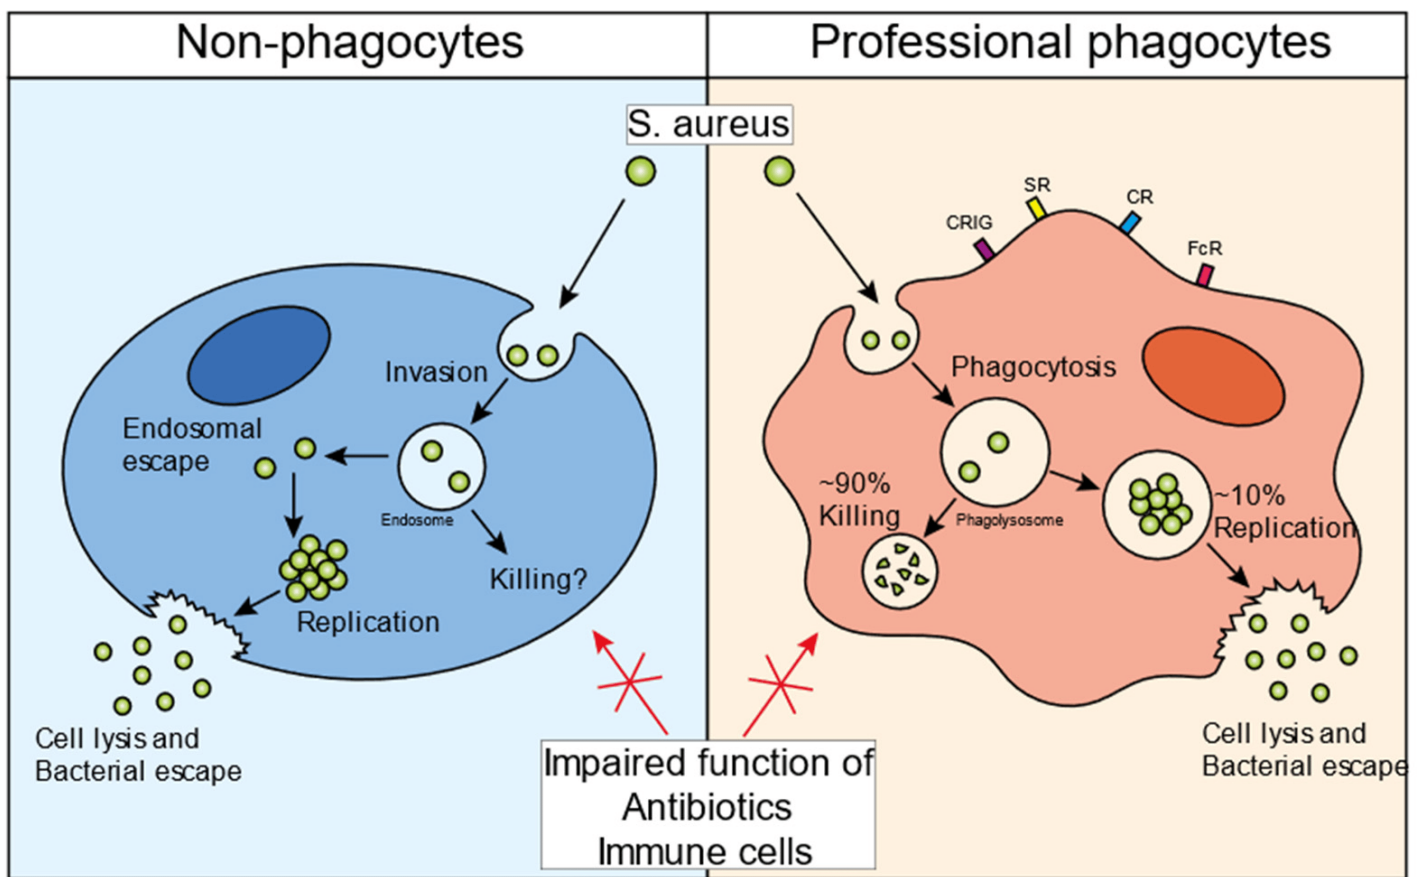 Non-phagocytes
Professional phagocytes
S. aureus
SR
CR
CRIG
FcR
Invasion
Endosomal
escape
Endosome
Killing?
Replication
Cell lysis and
Bacterial escape
Phagocytosis
~90%
Killing
Phagolysosome
~10%
Replication
Cell lysis and
Bacterial escape
Impaired function of
Antibiotics
Immune cells